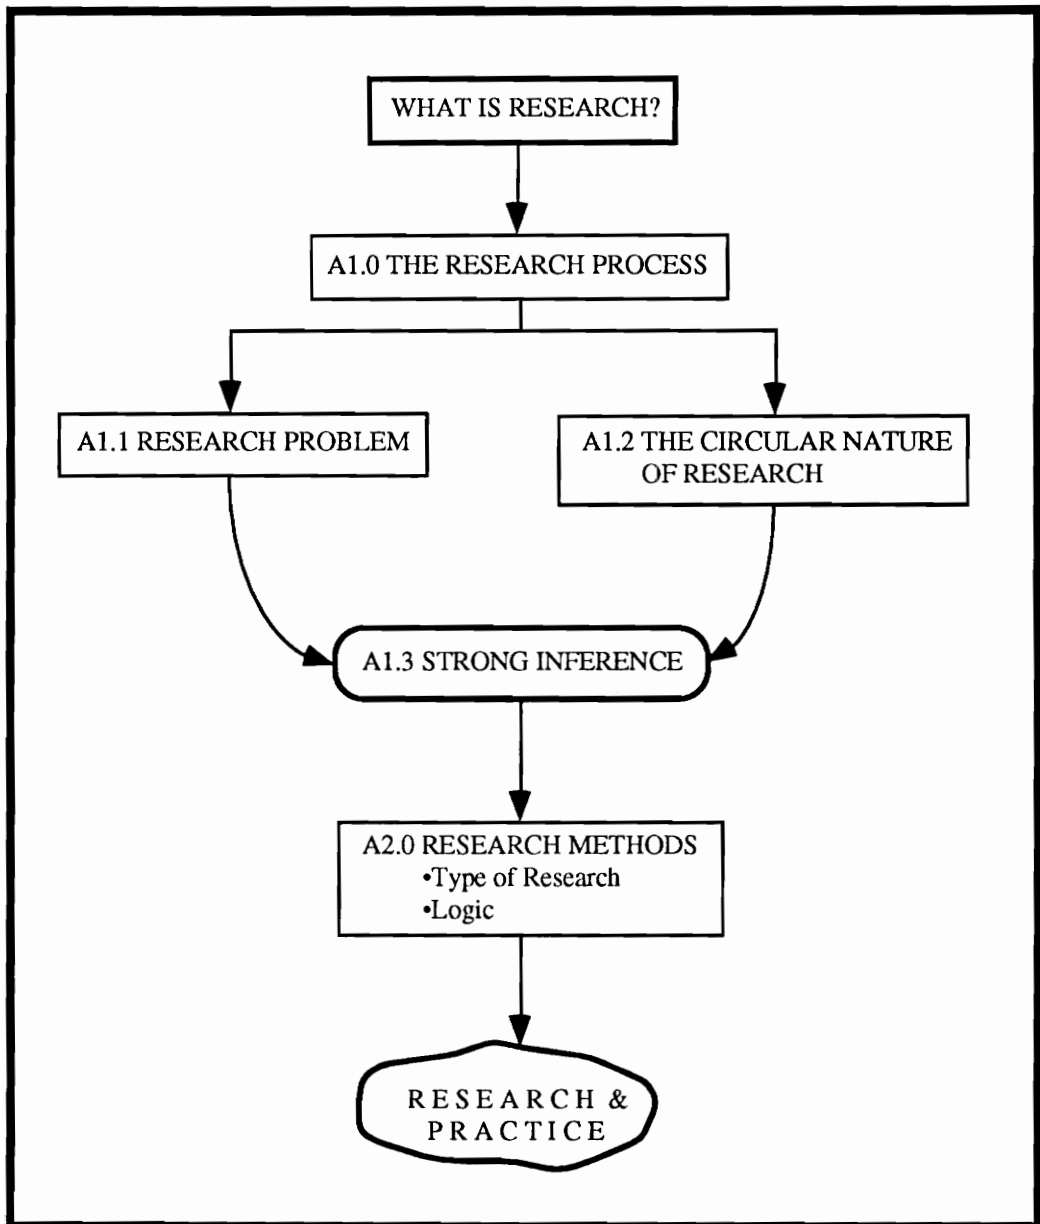 WHAT IS RESEARCH?
A1.0 THE RESEARCH PROCESS
A1.1 RESEARCH PROBLEM
A1.2 THE CIRCULAR NATURE
OF RESEARCH
A1.3 STRONG INFERENCE
A2.0 RESEARCH METHODS
•Type of Research
•Logic
RESEARCH &
PRACTICE